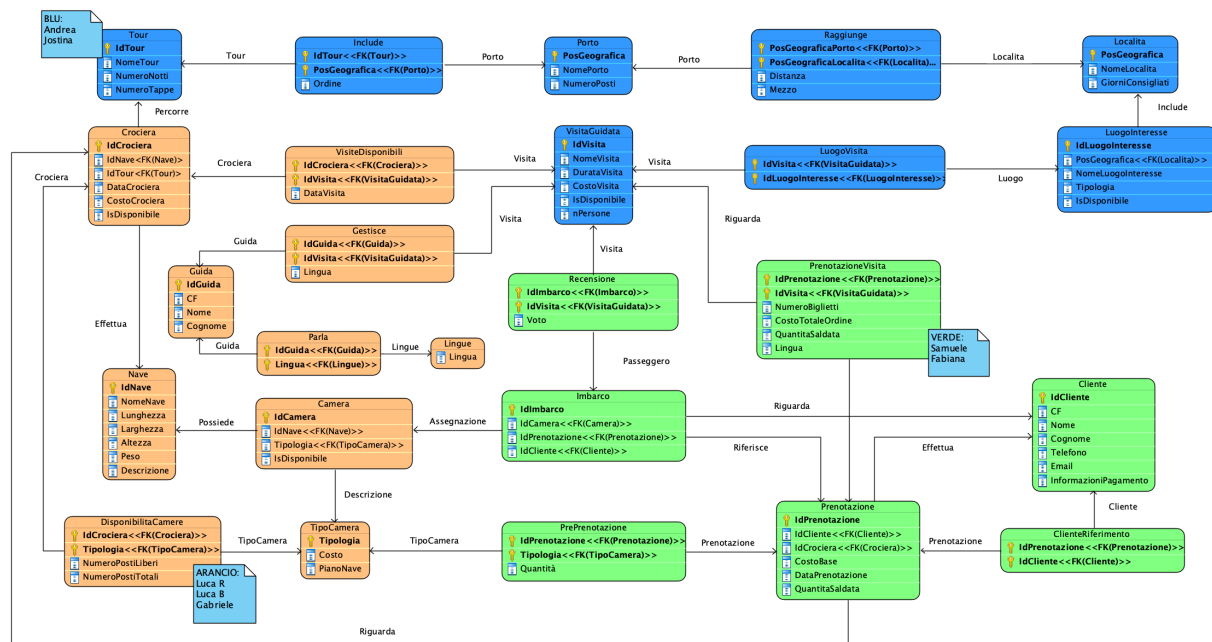 BLU:
Andrea
Jostina
Tour
IdTour
NomeTour
NumeroNotti
NumeroTappe
Tour
Include
IdTour<<FK(Tour)>>
PosGeografica<<FK(Porto)>>
Ordine
Porto
Porto
PosGeografica
NomePorto
NumeroPosti
Porto
Raggiunge
PosGeograficaPorto<<FK(Porto)>>
PosGeograficaLocalita<<FK(Localita)...
Distanza
Mezzo
Localita
Localita
PosGeografica
NomeLocalita
GiorniConsigliati
Percorre
Include
Crociera
IdCrociera
IdNave<FK(Nave)>
IdTour<FK(Tour)>
DataCrociera
CostoCrociera
IsDisponibile
Crociera
Crociera
VisiteDisponibili
IdCrociera<<FK(Crociera)>>
IdVisita<<FK(VisitaGuidata)>>
DataVisita
Visita
VisitaGuidata
IdVisita
NomeVisita
DurataVisita
CostoVisita
IsDisponibile
nPersone
Visita
LuogoVisita
IdVisita<<FK(VisitaGuidata)>>
IdLuogoInteresse<<FK(LuogoInteresse)>>
Luogo
LuogoInteresse
IdLuogoInteresse
PosGeografica<<FK(Localita)>>
NomeLuogoInteresse
Tipologia
IsDisponibile
Visita
Riguarda
Gestisce
IdGuida<<FK(Guida)>>
IdVisita<<FK(VisitaGuidata)>>
Lingua
Guida
Visita
Guida
IdGuida
CF
Nome
Cognome
Recensione
IdImbarco<<FK(Imbarco)>>
IdVisita<<FK(VisitaGuidata)>>
Voto
PrenotazioneVisita
IdPrenotazione<<FK(Prenotazione)>>
IdVisita<<FK(VisitaGuidata)>>
NumeroBiglietti
CostoTotaleOrdine
QuantitaSaldata
Lingua
VERDE:
Samuele
Fabiana
Effettua
Guida
Parla
IdGuida<<FK(Guida)>>
Lingua<<FK(Lingue)>>
Lingue
Lingue
Lingua
Passeggero
Nave
IdNave
NomeNave
Lunghezza
Larghezza
Altezza
Peso
Descrizione
Possiede
Camera
IdCamera
IdNave<<FK(Nave)>>
Tipologia<<FK(TipoCamera)>>
IsDisponibile
Assegnazione
Imbarco
IdImbarco
IdCamera<<FK(Camera)>>
IdPrenotazione<<FK(Prenotazione)>>
IdCliente<<FK(Cliente)>>
Riguarda
Riferisce
Effettua
Cliente
IdCliente
CF
Nome
Cognome
Telefono
Email
InformazioniPagamento
Descrizione
Cliente
DisponibilitaCamere
IdCrociera<<FK(Crociera)>>
Tipologia<<FK(TipoCamera)>>
NumeroPostiLiberi
NumeroPostiTotali
TipoCamera
ARANCIO:
Luca R
Luca B
Gabriele
TipoCamera
Tipologia
Costo
PianoNave
TipoCamera
PrePrenotazione
IdPrenotazione<<FK(Prenotazione)>>
Tipologia<<FK(TipoCamera)>>
Quantità
Prenotazione
Prenotazione
IdPrenotazione
IdCliente<<FK(Cliente)>>
IdCrociera<<FK(Crociera)>>
CostoBase
DataPrenotazione
QuantitaSaldata
Prenotazione
ClienteRiferimento
IdPrenotazione<<FK(Prenotazione)>>
IdCliente<<FK(Cliente)>>
Riguarda